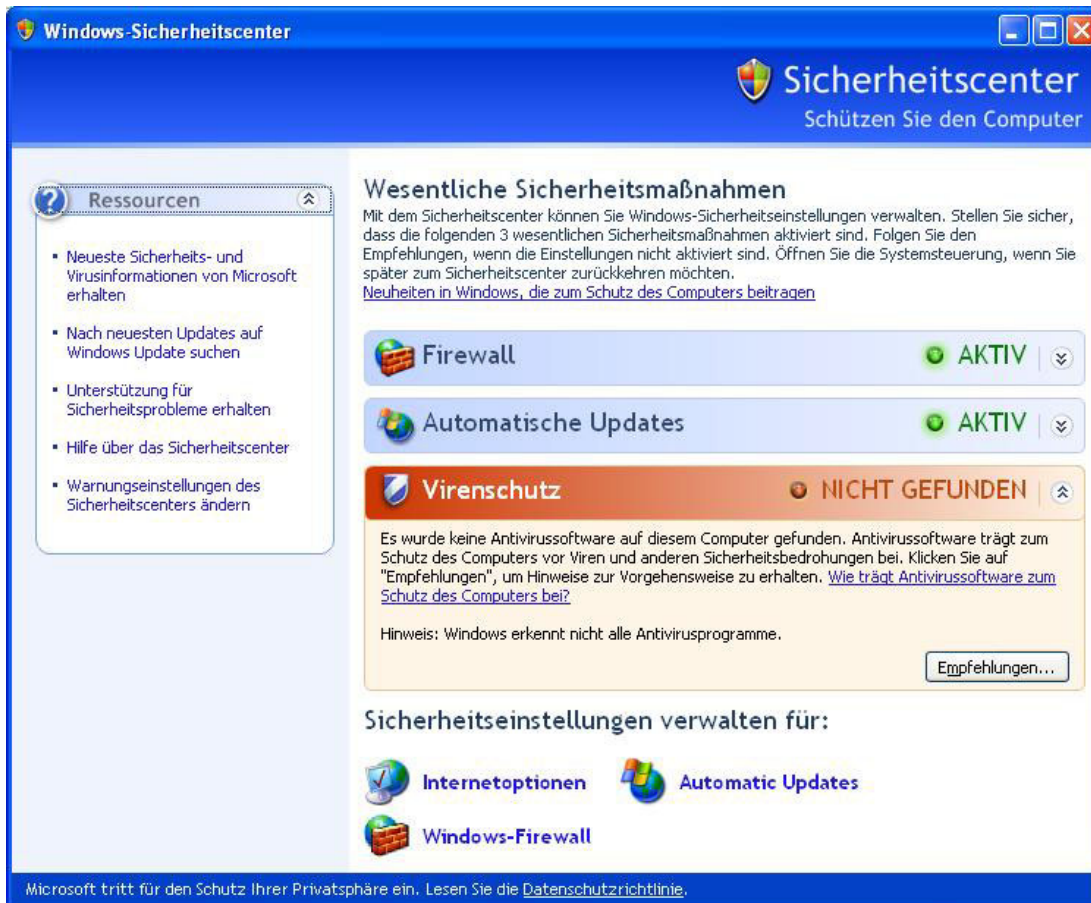 Windows-Sicherheitscenter
Sicherheitscenter
Schützen Sie den Computer
Ressourcen
Neueste Sicherheits- und
Virusinformationen von Microsoft
erhalten
Nach neuesten Updates auf
Windows Update suchen
Unterstützung für
Sicherheitsprobleme erhalten
Hilfe über das Sicherheitscenter
Warnungseinstellungen des
Sicherheitscenters ändern
Wesentliche Sicherheitsmaßnahmen
Mit dem Sicherheitscenter können Sie Windows-Sicherheitseinstellungen verwalten. Stellen Sie sicher,
dass die folgenden 3 wesentlichen Sicherheitsmaßnahmen aktiviert sind. Folgen Sie den
Empfehlungen, wenn die Einstellungen nicht aktiviert sind. Öffnen Sie die Systemsteuerung, wenn Sie
später zum Sicherheitscenter zurückkehren möchten.
Neuheiten in Windows, die zum Schutz des Computers beitragen
Firewall AKTIV
Automatische Updates AKTIV
Virenschutz NICHT GEFUNDEN
Es wurde keine Antivirussoftware auf diesem Computer gefunden. Antivirussoftware trägt zum
Schutz des Computers vor Viren und anderen Sicherheitsbedrohungen bei. Klicken Sie auf
"Empfehlungen", um Hinweise zur Vorgehensweise zu erhalten. Wie trägt Antivirussoftware zum
Schutz des Computers bei?
Hinweis: Windows erkennt nicht alle Antivirusprogramme.
Empfehlungen...
Sicherheitseinstellungen verwalten für:
Internetoptionen Automatic Updates
Windows-Firewall
Microsoft tritt für den Schutz Ihrer Privatsphäre ein. Lesen Sie die Datenschutzrichtlinie.